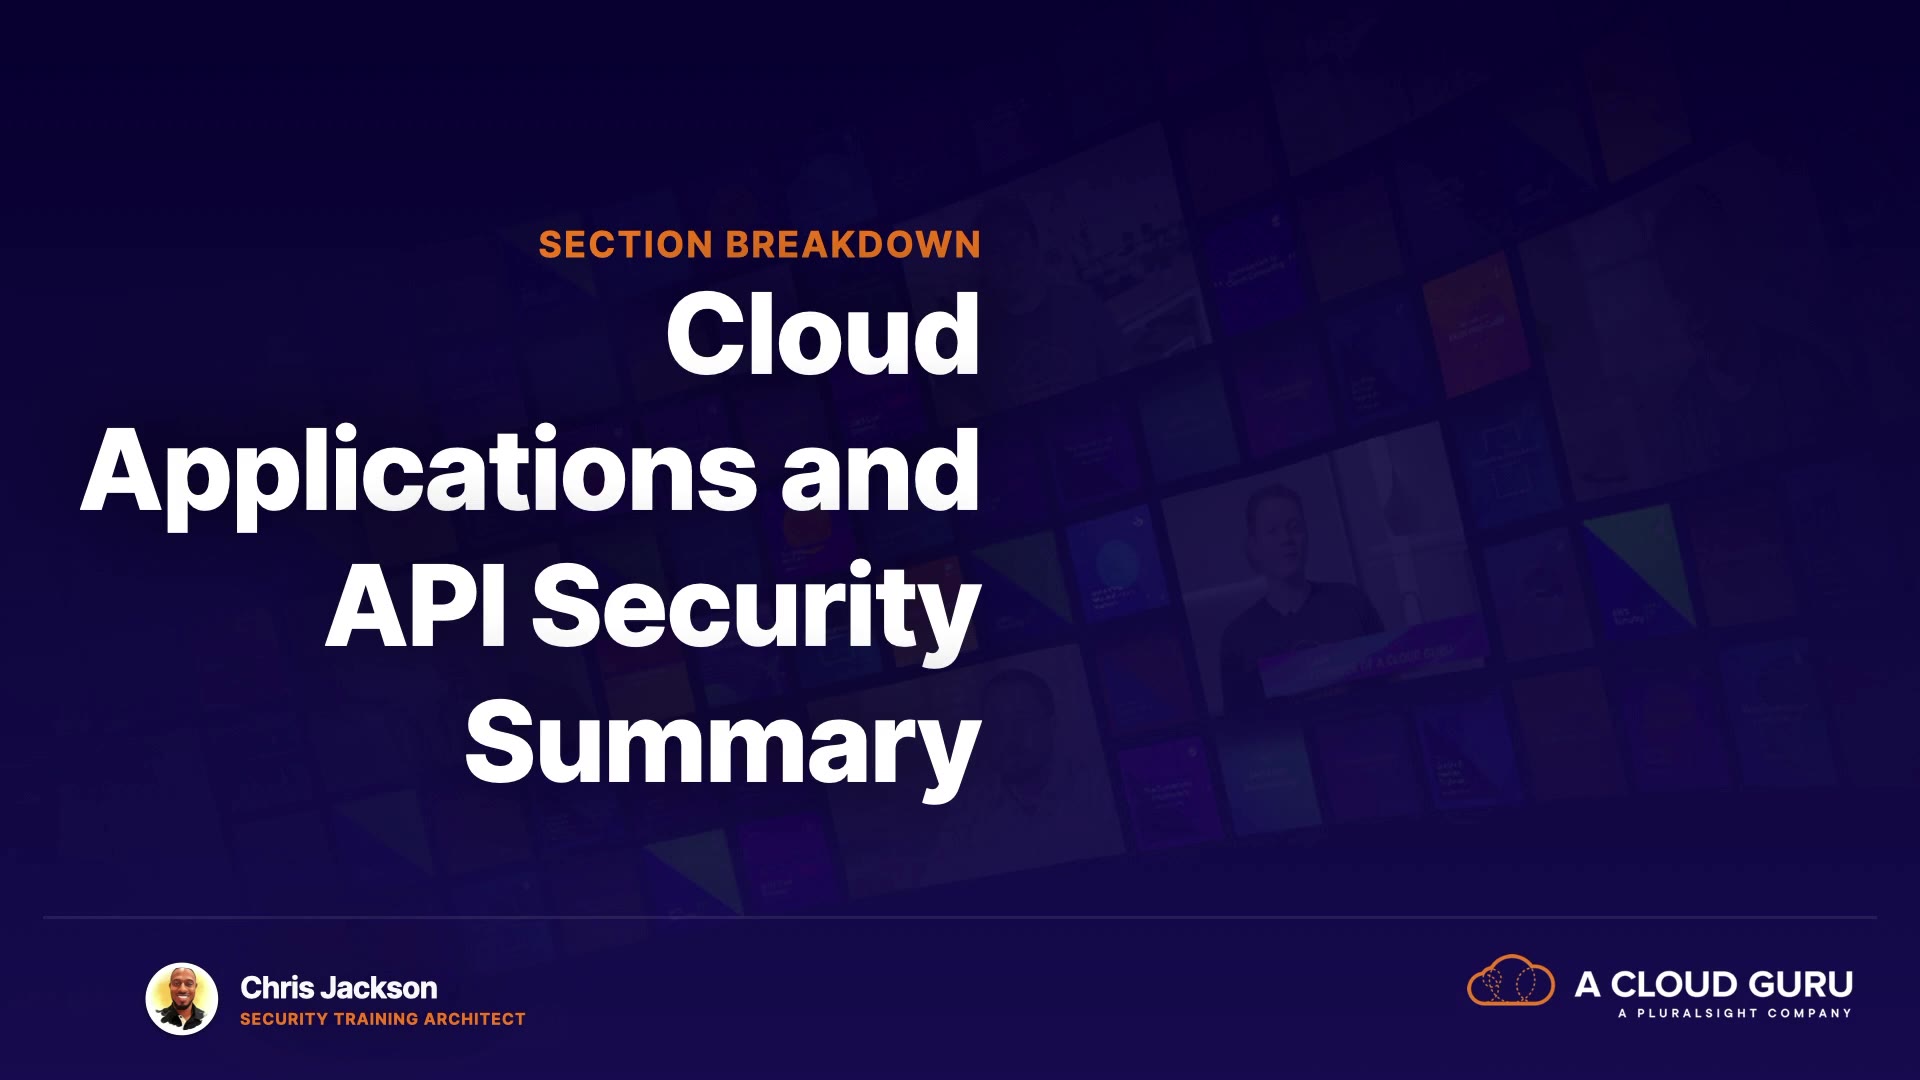 SECTION BREAKDOWN
Cloud
Applications and
API Security
Summary
Chris Jackson
SECURITY TRAINING ARCHITECT
A CLOUD GURU
A PLURALSIGHT COMPANY